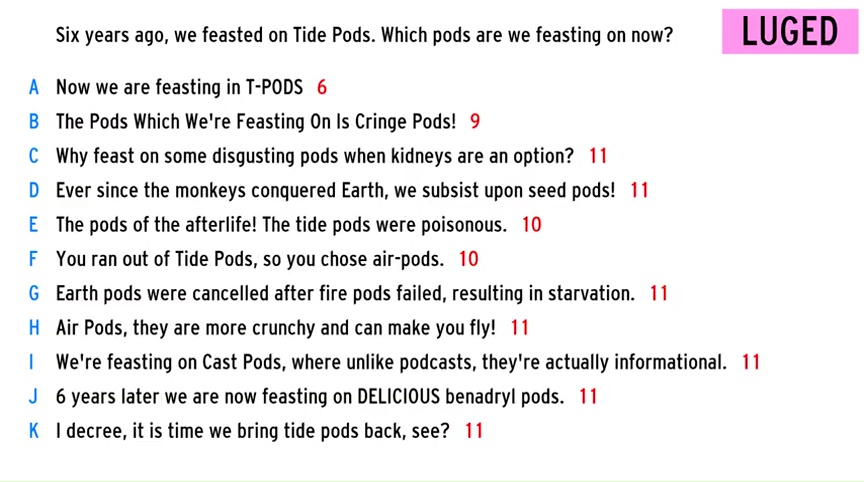 Six years ago, we feasted on Tide Pods. Which pods are we feasting on now?
LUGED
A Now we are feasting in T-PODS 6
B The Pods Which We're Feasting On Is Cringe Pods! 9
C Why feast on some disgusting pods when kidneys are an option? 11
D Ever since the monkeys conquered Earth, we subsist upon seed pods! 11
E The pods of the afterlife! The tide pods were poisonous. 10
F You ran out of Tide Pods, so you chose air-pods. 10
G Earth pods were cancelled after fire pods failed, resulting in starvation. 11
H Air Pods, they are more crunchy and can make you fly! 11
I We're feasting on Cast Pods, where unlike podcasts, they're actually informational. 11
J 6 years later we are now feasting on DELICIOUS benadryl pods. 11
K I decree, it is time we bring tide pods back, see? 11